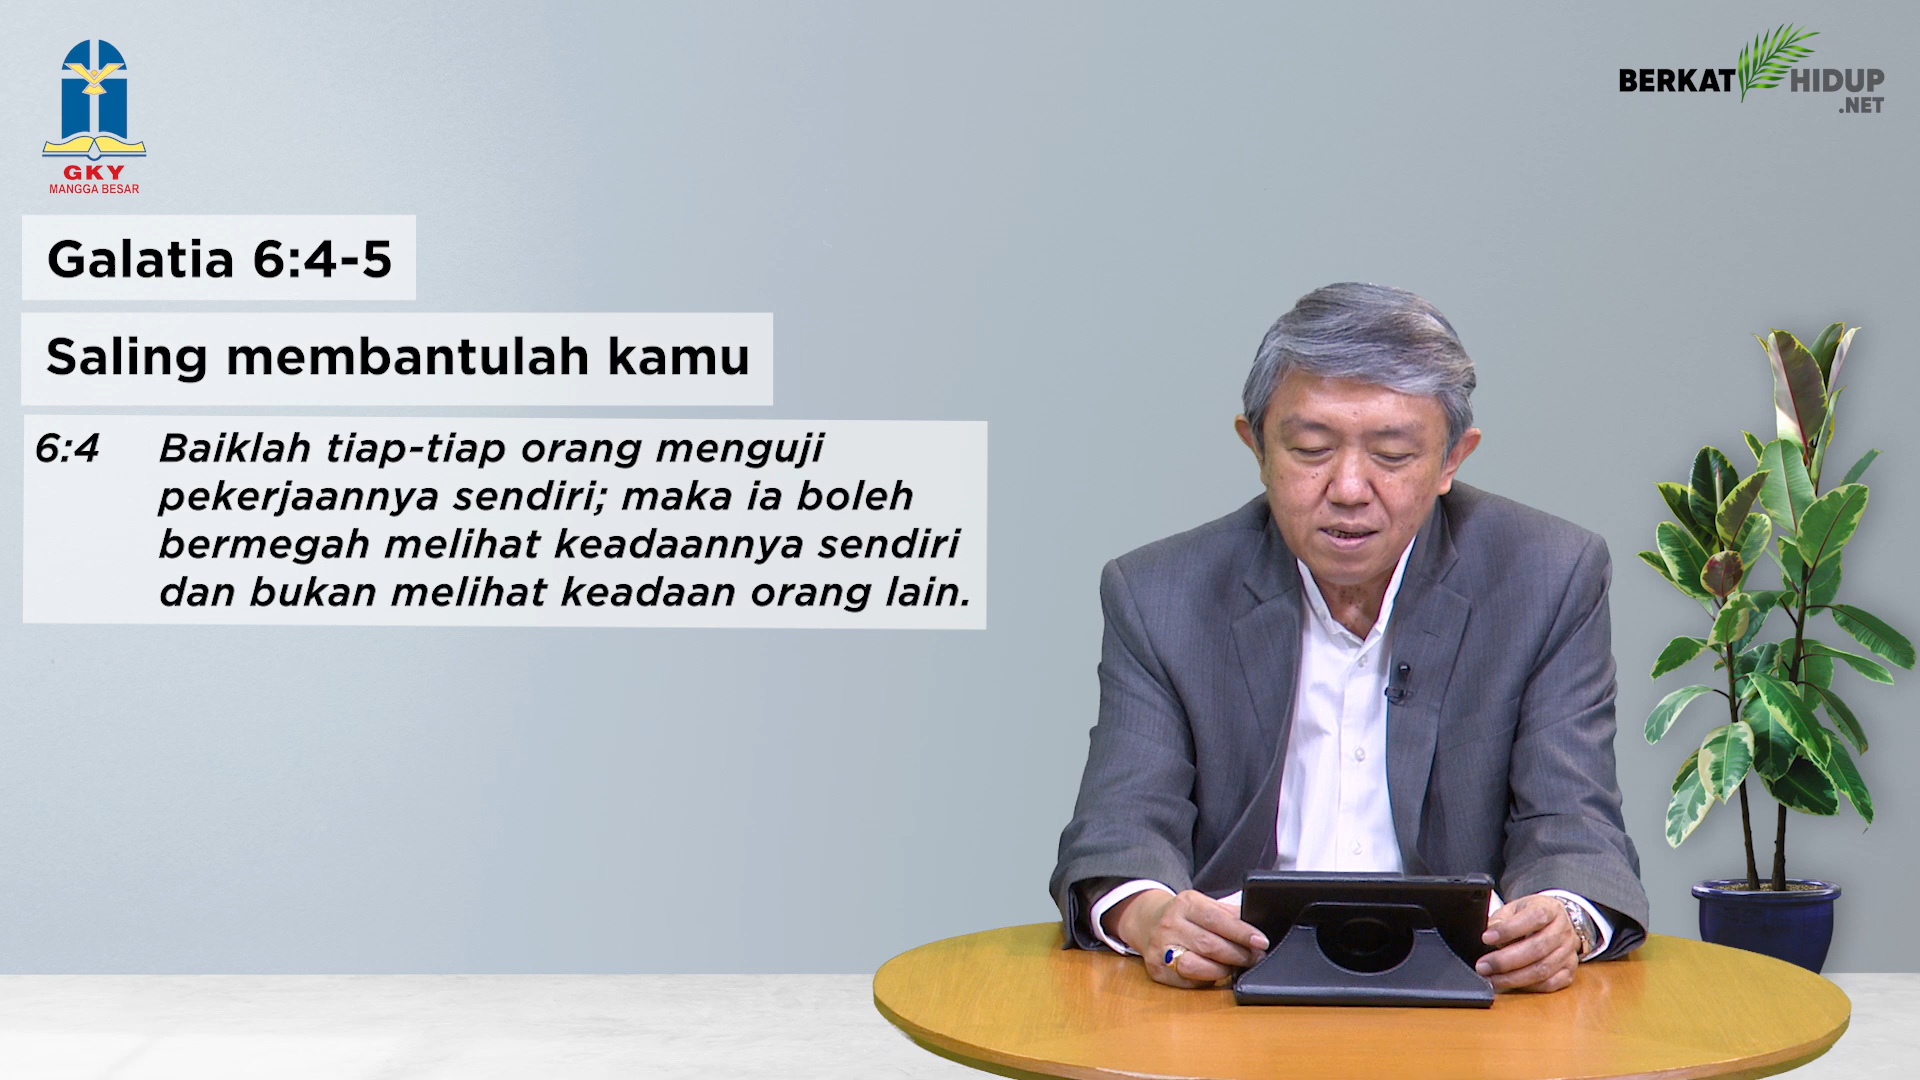 GKY
MANGGA BESAR
BERKAT HIDUP
.NET
Galatia 6:4-5
Saling membantulah kamu
6:4 Baiklah tiap-tiap orang menguji
pekerjaannya sendiri; maka ia boleh
bermegah melihat keadaannya sendiri
dan bukan melihat keadaan orang lain.